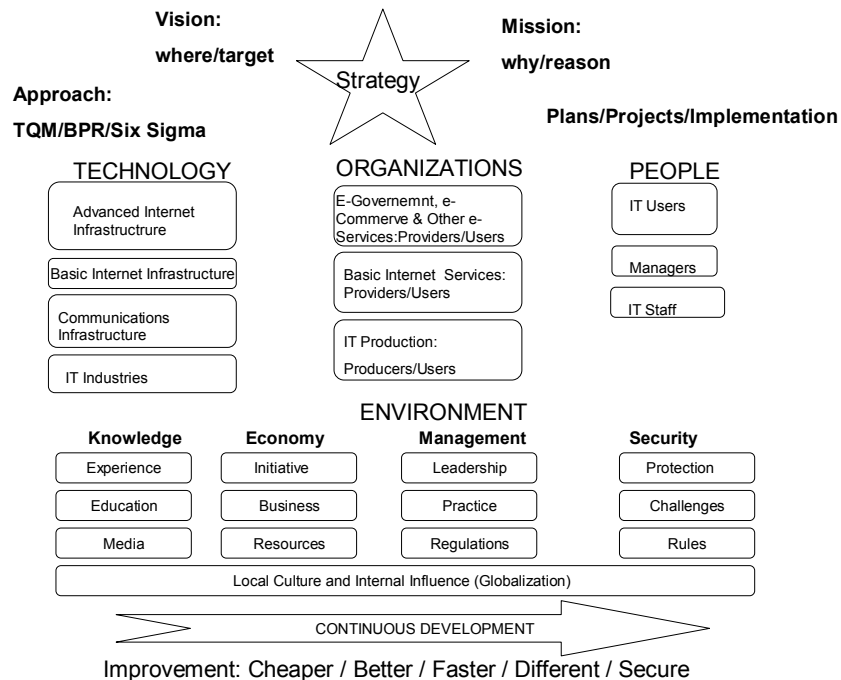 Vision:
where/target
Strategy
Mission:
why/reason
Approach:
TQM/BPR/Six Sigma
Plans/Projects/Implementation
TECHNOLOGY
Advanced Internet
Infrastructrure
Basic Internet Infrastructure
Communications
Infrastructure
IT Industries
ORGANIZATIONS
E-Governemnt, e-
Commerve & Other e-
Services:Providers/Users
Basic Internet Services:
Providers/Users
IT Production:
Producers/Users
PEOPLE
IT Users
Managers
IT Staff
ENVIRONMENT
Knowledge
Experience
Education
Media
Economy
Initiative
Business
Resources
Management
Leadership
Practice
Regulations
Security
Protection
Challenges
Rules
Local Culture and Internal Influence (Globalization)
CONTINUOUS DEVELOPMENT
Improvement: Cheaper / Better / Faster / Different / Secure